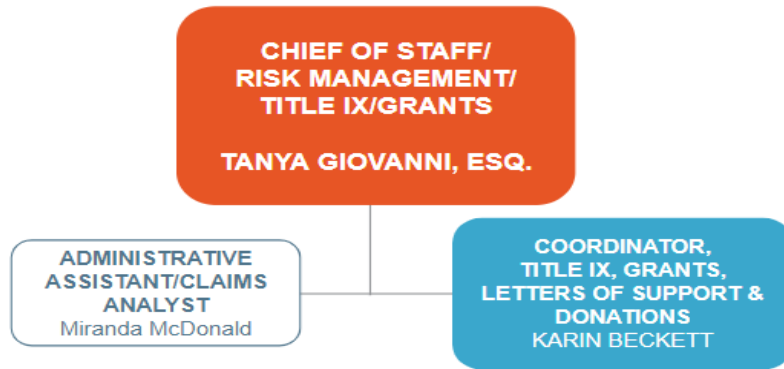 CHIEF OF STAFF/
RISK MANAGEMENT/
TITLE IX/GRANTS
TANYA GIOVANNI, ESQ.
ADMINISTRATIVE
ASSISTANT/CLAIMS
ANALYST
Miranda McDonald
COORDINATOR,
TITLE IX, GRANTS,
LETTERS OF SUPPORT &
DONATIONS
KARIN BECKETT